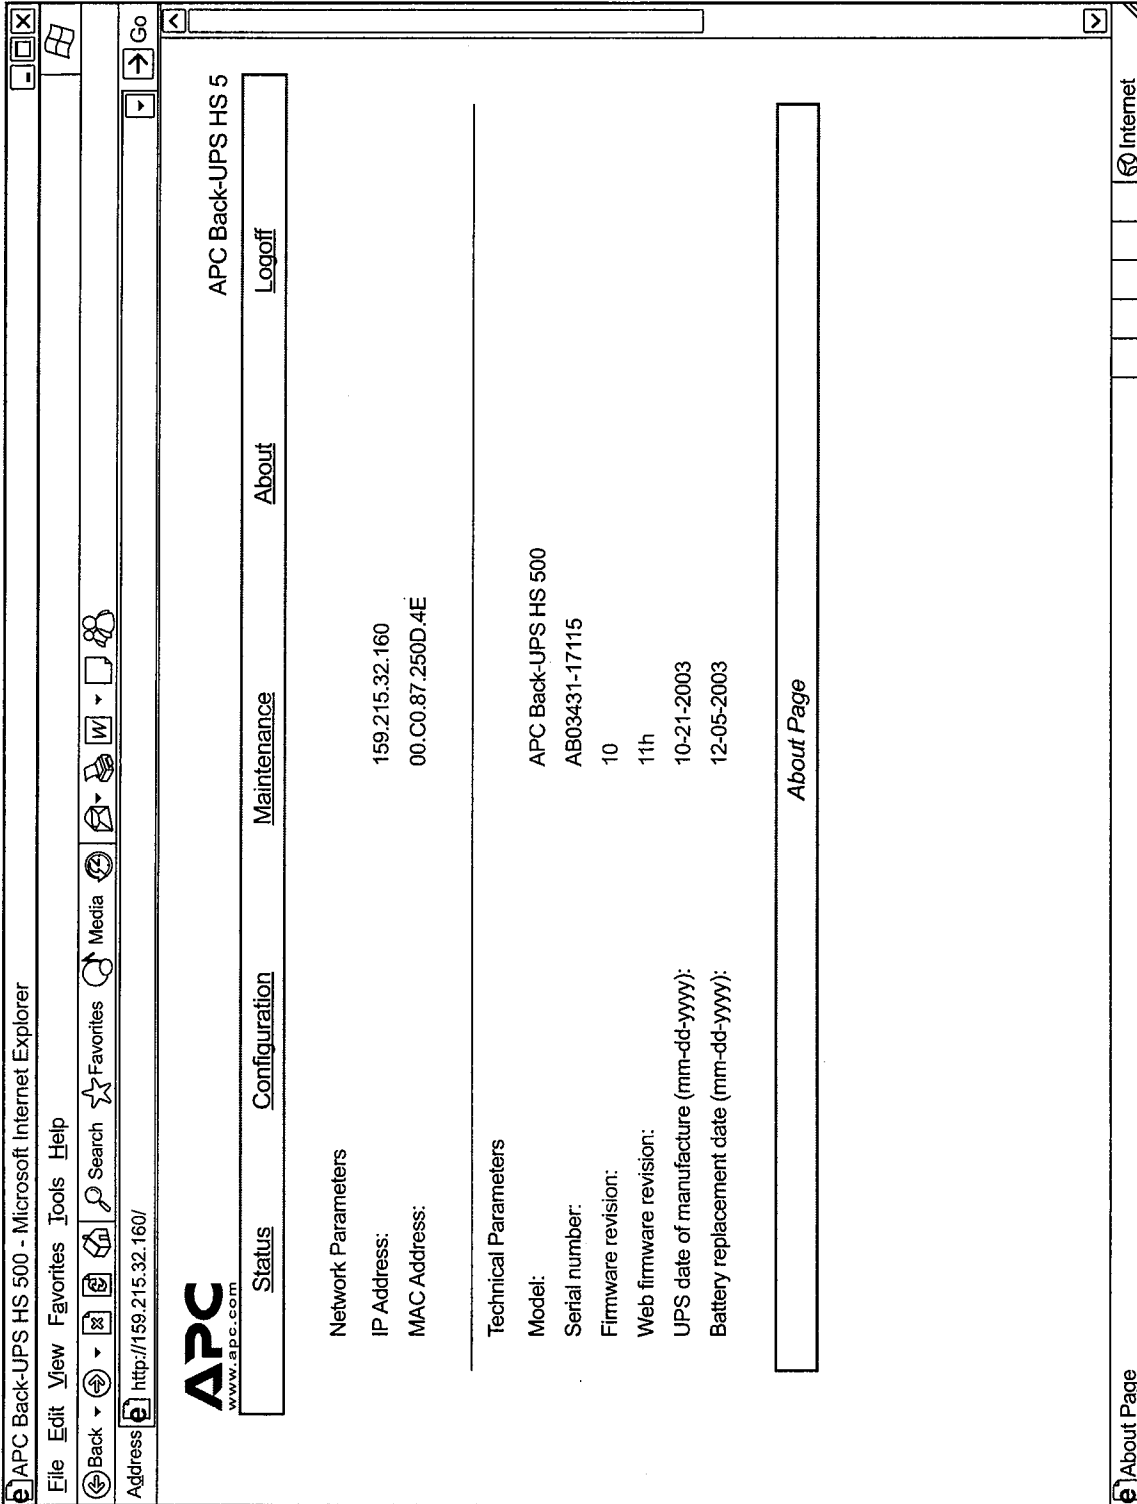 APC Back-UPS HS 500 - Microsoft Internet Explorer
File Edit View Favorites Tools Help
Back Search Favorites Media W
Address http://159.215.32.160/ Go
APC
www.apc.com
APC Back-UPS HS 5
Status Configuration Maintenance About Logoff
Network Parameters
IP Address: 159.215.32.160
MAC Address: 00.C0.87.250D.4E
Technical Parameters
Model: APC Back-UPS HS 500
Serial number: AB03431-17115
Firmware revision: 10
Web firmware revision: 11h
UPS date of manufacture (mm-dd-yyyy): 10-21-2003
Battery replacement date (mm-dd-yyyy): 12-05-2003
About Page
About Page Internet